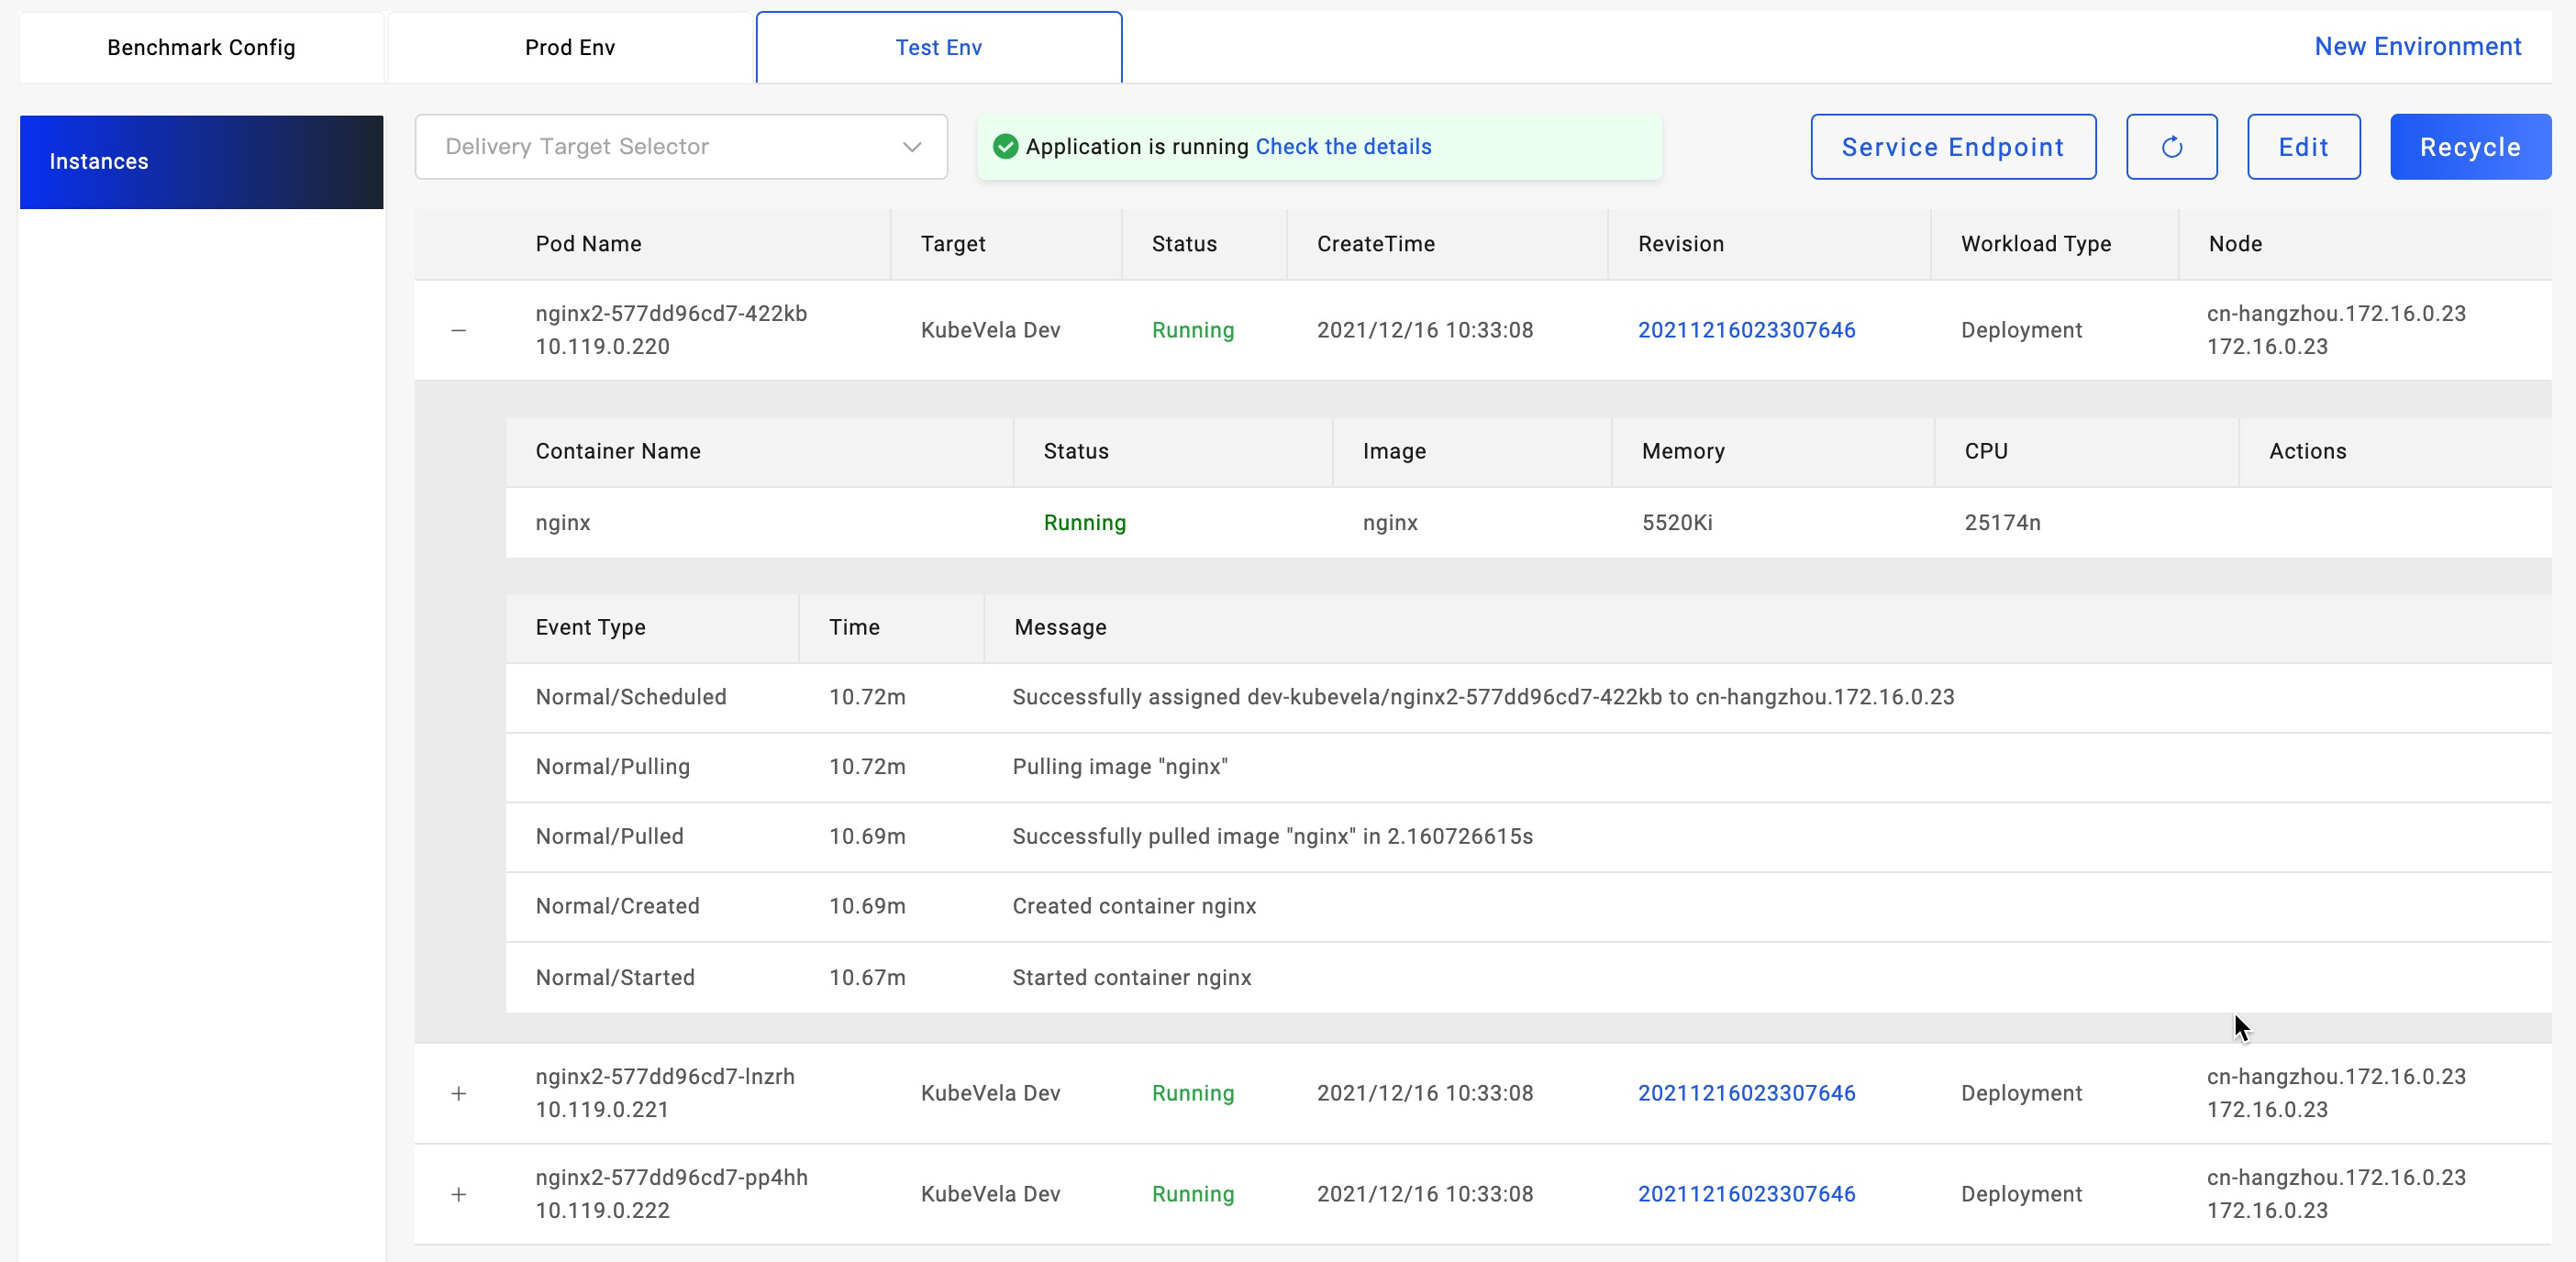 Benchmark Config
Prod Env
Test Env
New Environment
Instances
Delivery Target Selector
Application is running Check the details
Service Endpoint
Edit
Recycle
Pod Name Target Status CreateTime Revision Workload Type Node
nginx2-577dd96cd7-422kb
10.119.0.220
KubeVela Dev Running 2021/12/16 10:33:08 20211216023307646 Deployment
cn-hangzhou.172.16.0.23
172.16.0.23
Container Name Status Image Memory CPU Actions
nginx Running nginx 5520Ki 25174n
Event Type Time Message
Normal/Scheduled 10.72m Successfully assigned dev-kubevela/nginx2-577dd96cd7-422kb to cn-hangzhou.172.16.0.23
Normal/Pulling 10.72m Pulling image "nginx"
Normal/Pulled 10.69m Successfully pulled image "nginx" in 2.160726615s
Normal/Created 10.69m Created container nginx
Normal/Started 10.67m Started container nginx
nginx2-577dd96cd7-lnzrh
10.119.0.221
KubeVela Dev Running 2021/12/16 10:33:08 20211216023307646 Deployment
cn-hangzhou.172.16.0.23
172.16.0.23
nginx2-577dd96cd7-pp4hh
10.119.0.222
KubeVela Dev Running 2021/12/16 10:33:08 20211216023307646 Deployment
cn-hangzhou.172.16.0.23
172.16.0.23